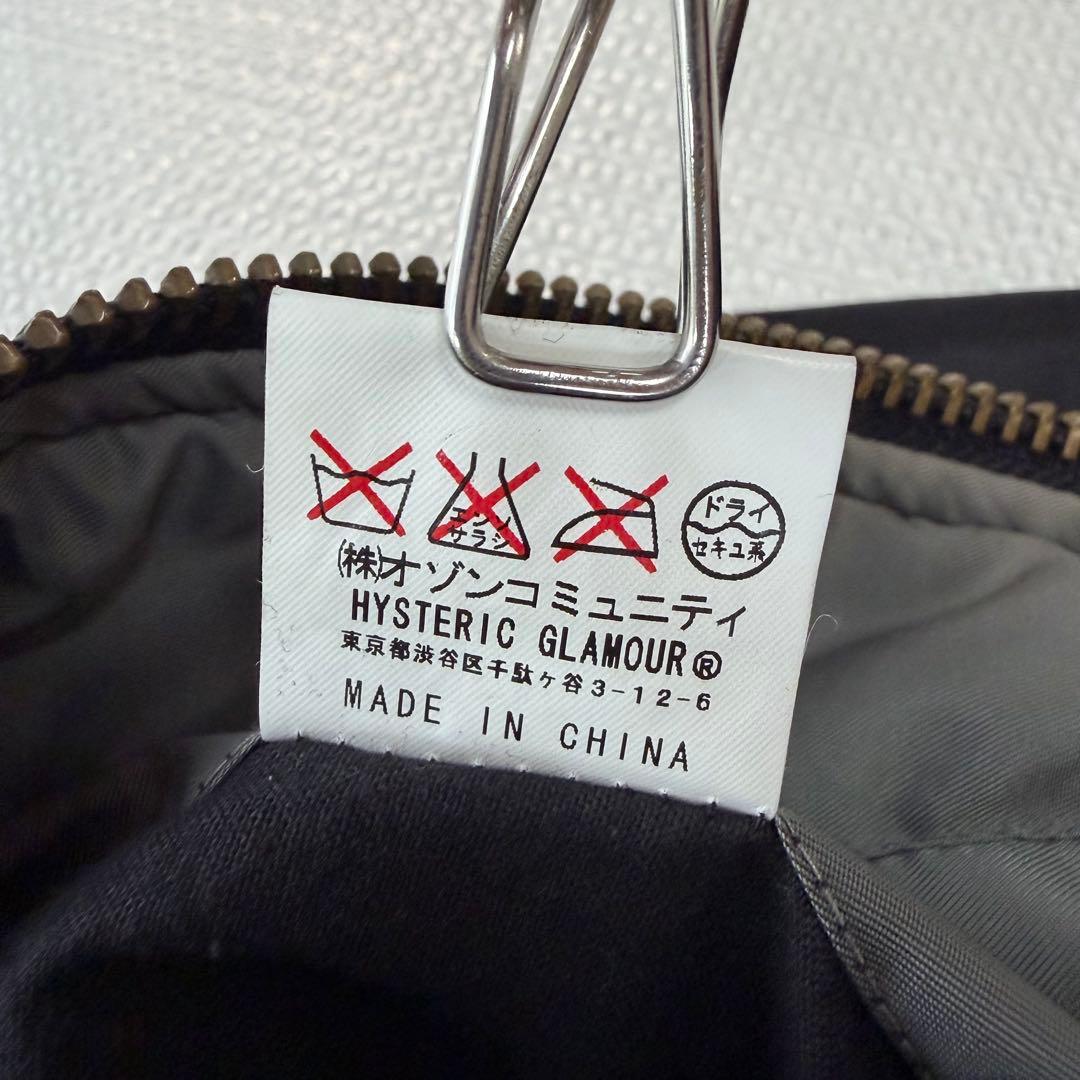 エンソ
サラシ
ドライ
セキユ系
(株)オゾンコミュニティ
HYSTERIC GLAMOUR®
東京都渋谷区千駄ヶ谷3-12-6
MADE IN CHINA